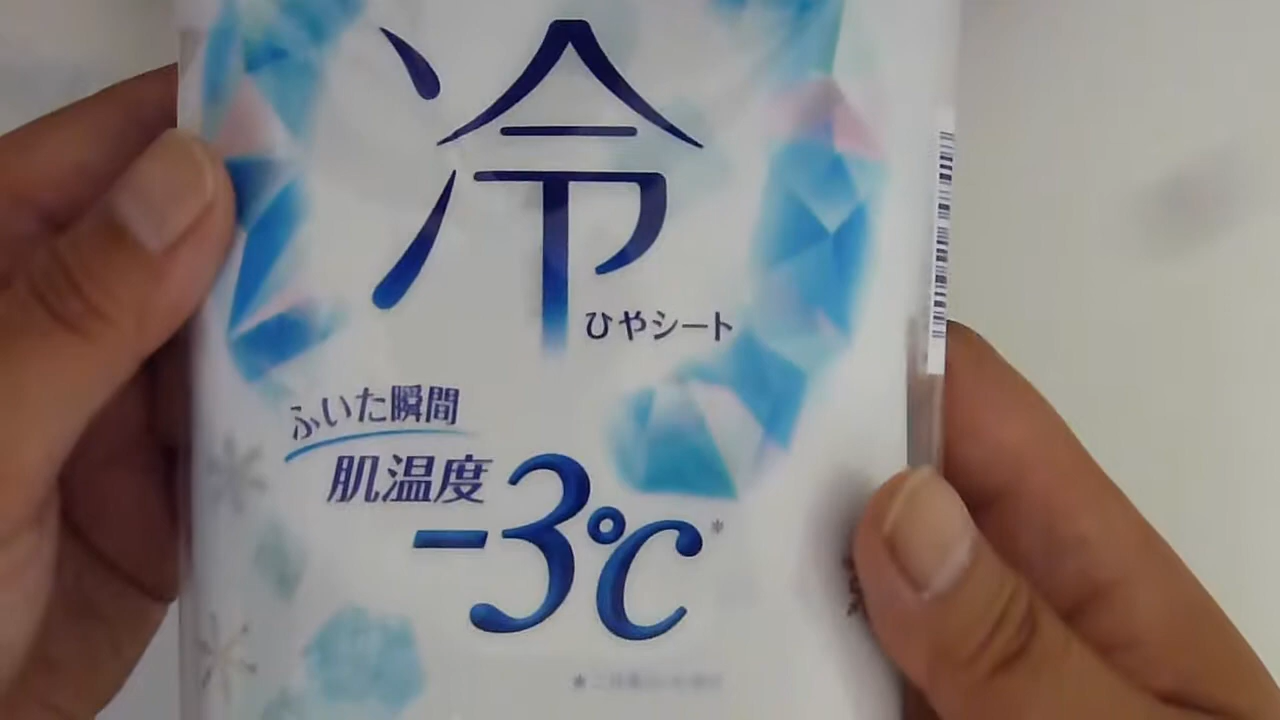 冷
ひやシート
ふいた瞬間
肌温度
-3℃*